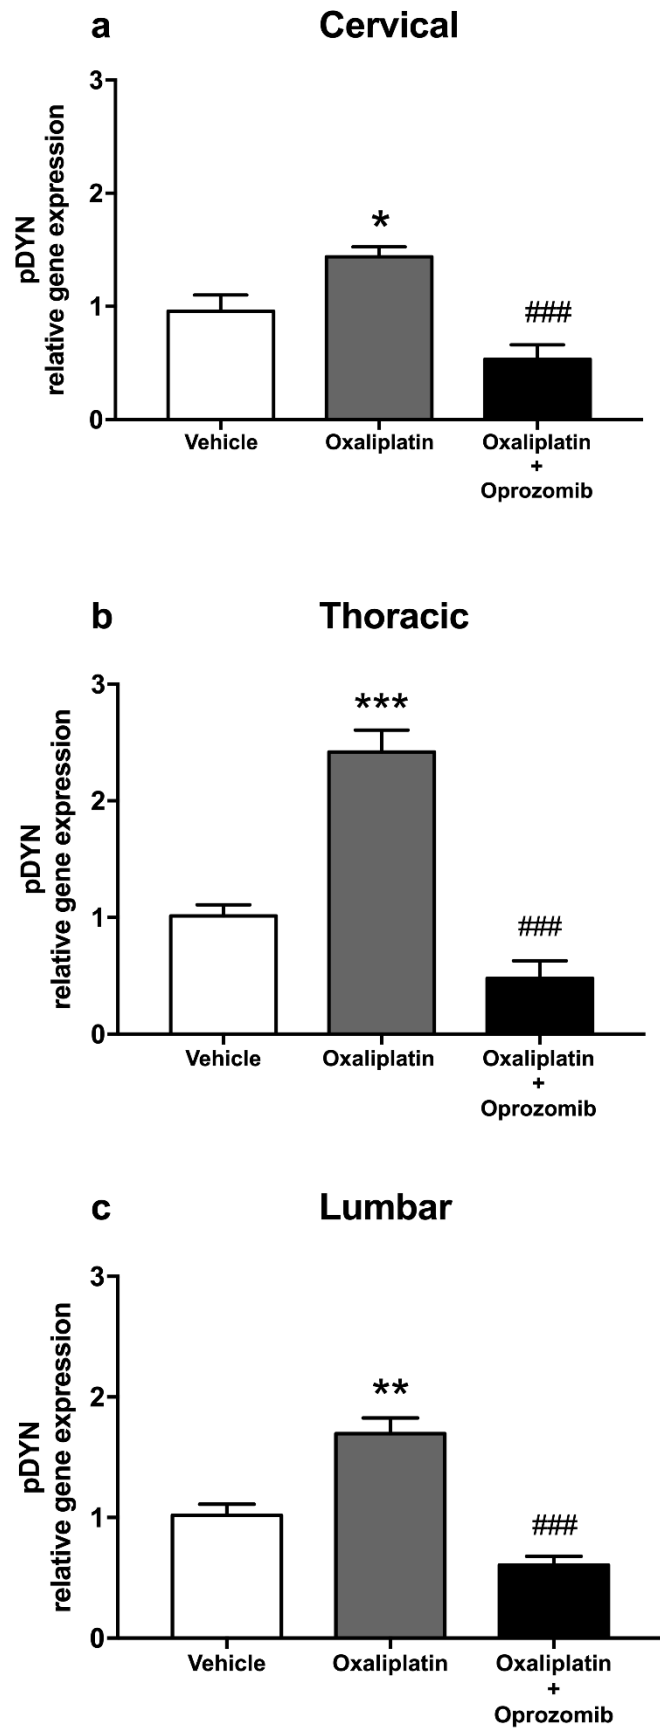 a Cervical
pDYN
relative gene expression
3
2
1
0
*
###
Vehicle Oxaliplatin Oxaliplatin
+
Oprozomib
b Thoracic
pDYN
relative gene expression
3
2
1
0
***
###
Vehicle Oxaliplatin Oxaliplatin
+
Oprozomib
c Lumbar
pDYN
relative gene expression
3
2
1
0
**
###
Vehicle Oxaliplatin Oxaliplatin
+
Oprozomib